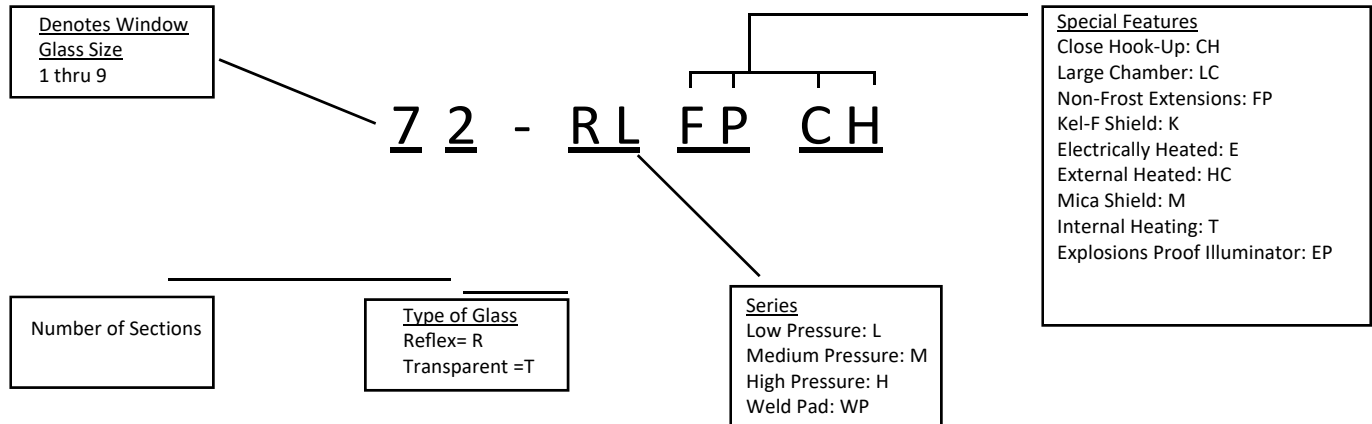 Denotes Window
Glass Size
1 thru 9
7 2 - R L F P C H
Special Features
Close Hook-Up: CH
Large Chamber: LC
Non-Frost Extensions: FP
Kel-F Shield: K
Electrically Heated: E
External Heated: HC
Mica Shield: M
Internal Heating: T
Explosions Proof Illuminator: EP
Number of Sections
Type of Glass
Reflex= R
Transparent =T
Series
Low Pressure: L
Medium Pressure: M
High Pressure: H
Weld Pad: WP